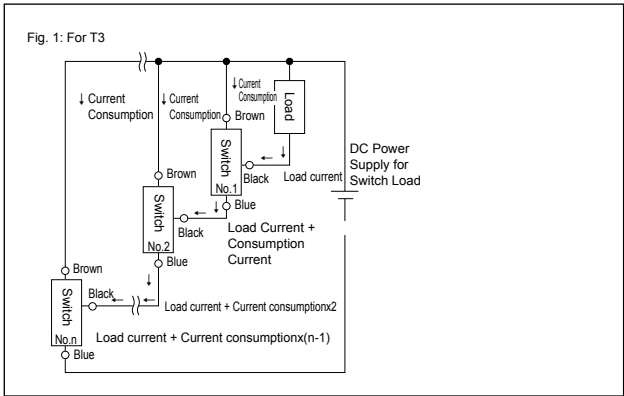 Fig. 1: For T3
↓ Current
Consumption
↓ Current
Consumption
↓ Current
Consumption
Load
Brown
Switch
No.1
Black
Blue
Load current
DC Power
Supply for
Switch Load
Brown
Switch
No.2
Black
Blue
Load Current +
Consumption
Current
Brown
Switch
No.n
Black
Blue
Load current + Current consumptionx2
Load current + Current consumptionx(n-1)